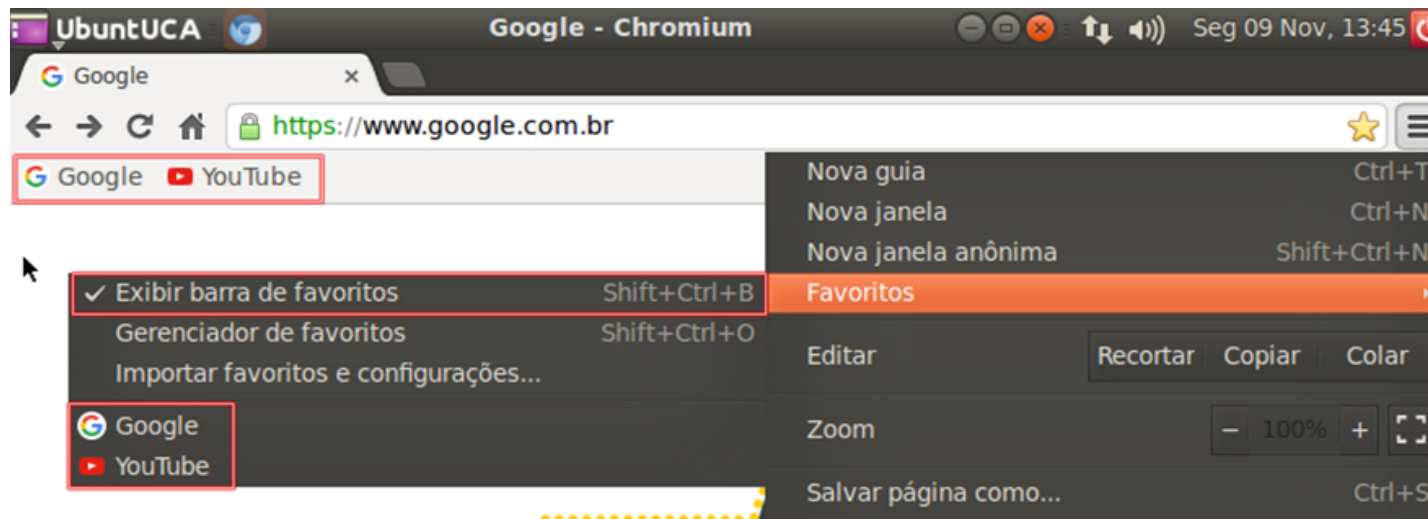 UbuntUCA Google - Chromium Seg 09 Nov, 13:45
Google ×
https://www.google.com.br
Google YouTube
Nova guia Ctrl+T
Nova janela Ctrl+N
Nova janela anônima Shift+Ctrl+N
✓ Exibir barra de favoritos Shift+Ctrl+B Favoritos
Gerenciador de favoritos Shift+Ctrl+O
Editar Recortar Copiar Colar
Importar favoritos e configurações...
Google
Zoom - 100% +
YouTube
Salvar página como... Ctrl+S